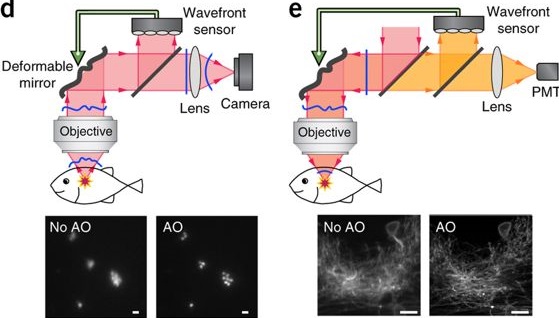 d
Wavefront
sensor
Deformable
mirror
Lens
Camera
Objective
No AO
AO
e
Wavefront
sensor
Lens
PMT
Objective
No AO
AO